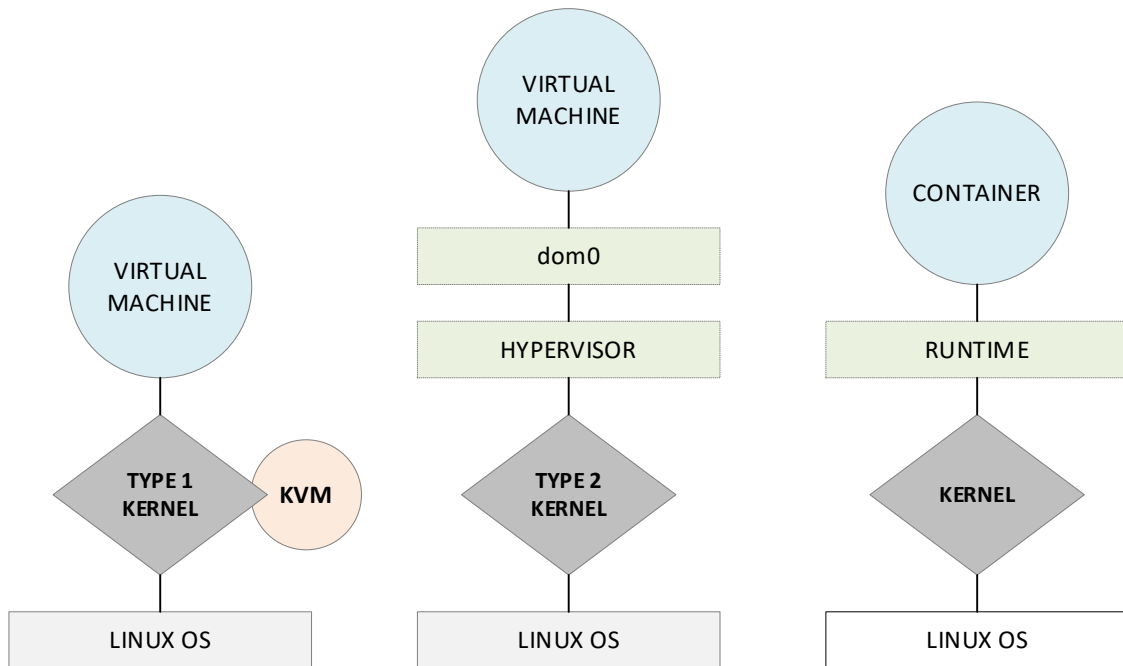 VIRTUAL
MACHINE
TYPE 1
KERNEL
KVM
LINUX OS
VIRTUAL
MACHINE
dom0
HYPERVISOR
TYPE 2
KERNEL
LINUX OS
CONTAINER
RUNTIME
KERNEL
LINUX OS